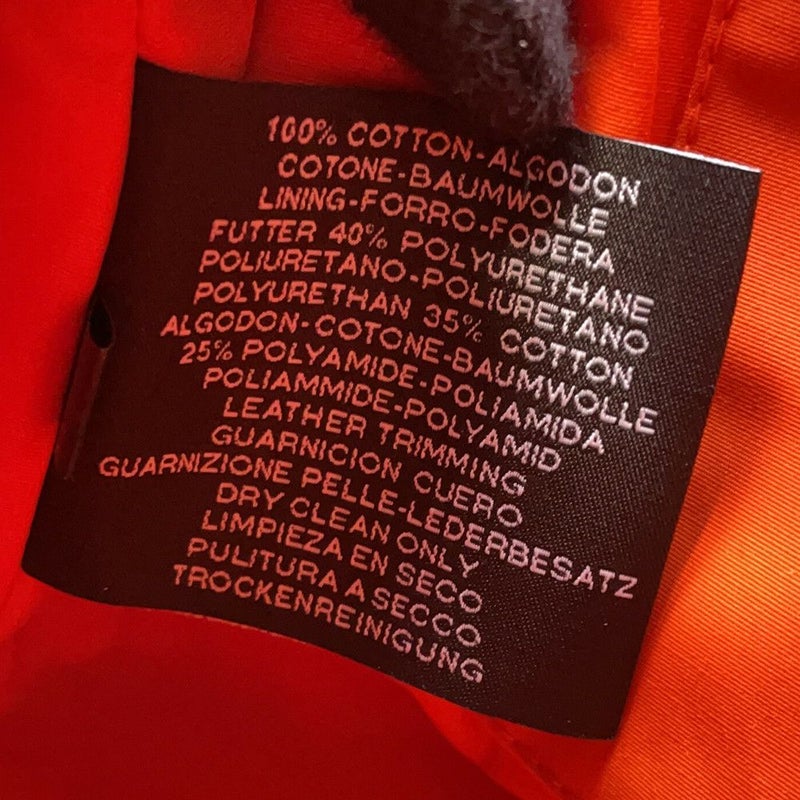 100% COTTON-ALGODON
COTONE-BAUMWOLLE
LINING-FORRO-FODERA
FUTTER 40% POLYURETHANE
POLIURETANO-POLIURETANO
POLYURETHAN 35% COTTON
ALGODON-COTONE-BAUMWOLLE
25% POLYAMIDE-POLIAMIDA
POLIAMMIDE-POLYAMID
LEATHER TRIMMING
GUARNICION CUERO
GUARNIZIONE PELLE-LEDERBESATZ
DRY CLEAN ONLY
LIMPIEZA EN SECO
PULITURA A SECCO
TROCKENREINIGUNG